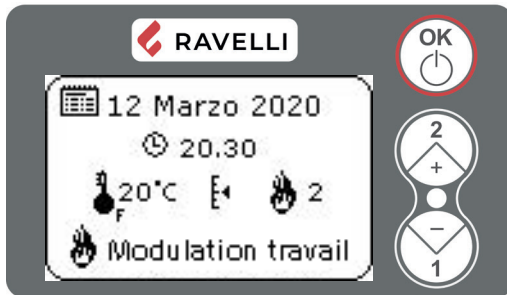 RAVELLI
OK
12 Marzo 2020
20.30
20°C 2
F
Modulation travail
2
+
−
1